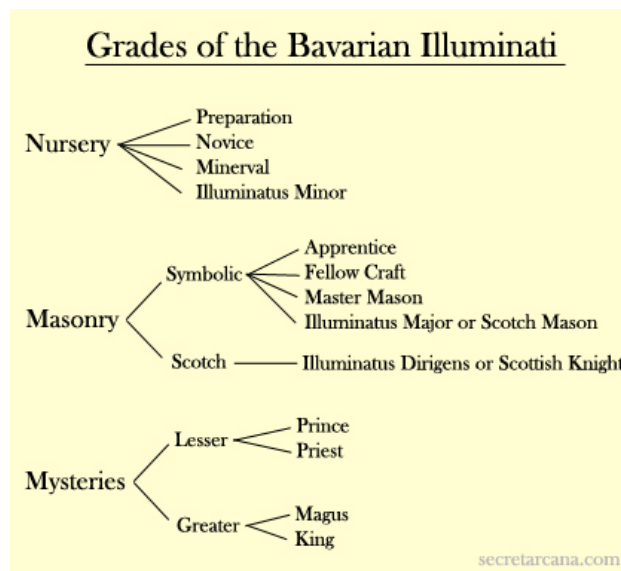 Grades of the Bavarian Illuminati
Nursery
Preparation
Novice
Minerval
Illuminatus Minor
Masonry
Symbolic
Apprentice
Fellow Craft
Master Mason
Illuminatus Major or Scotch Mason
Scotch
Illuminatus Dirigens or Scottish Knight
Mysteries
Lesser
Prince
Priest
Greater
Magus
King
secretarcana.com